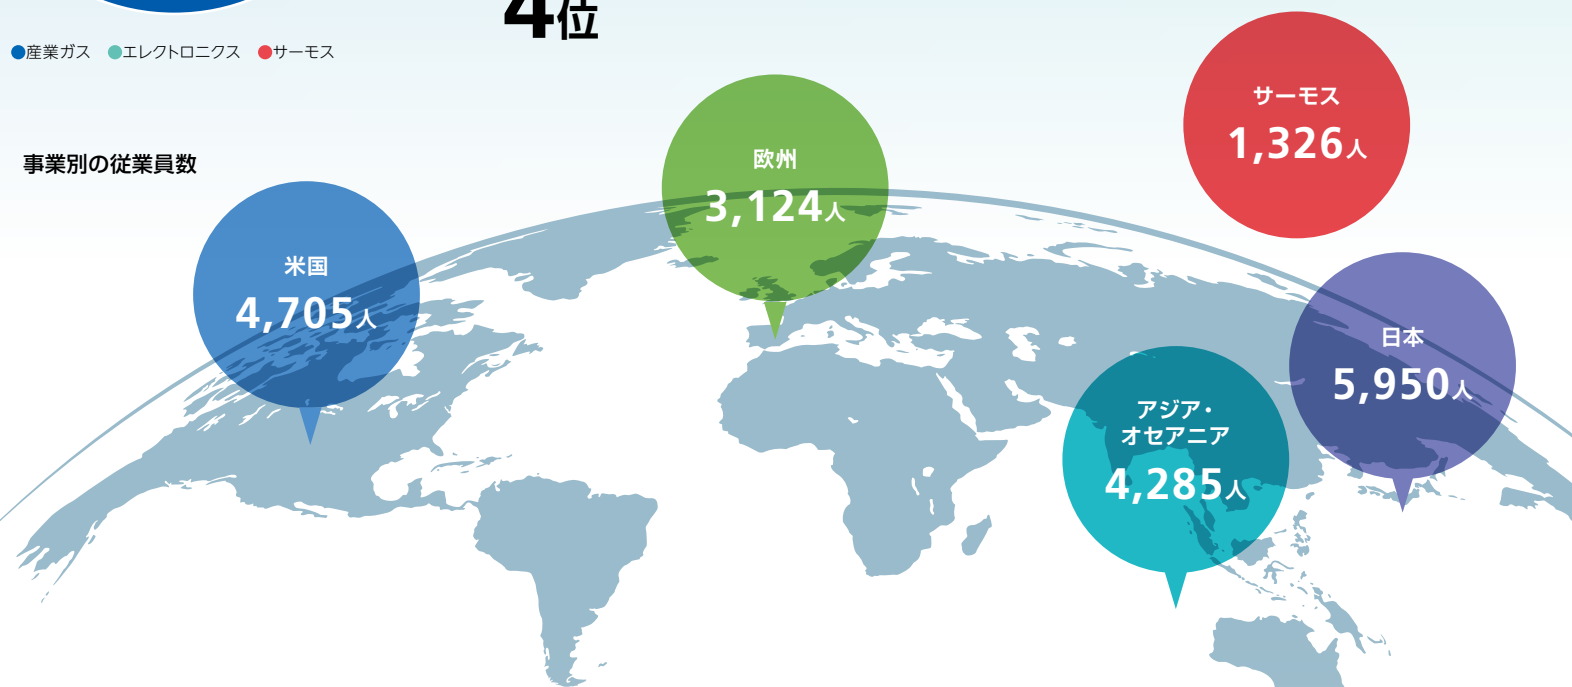 4位
●産業ガス ●エレクトロニクス ●サーモス
事業別の従業員数
サーモス
1,326人
欧州
3,124人
米国
4,705人
日本
5,950人
アジア・
オセアニア
4,285人